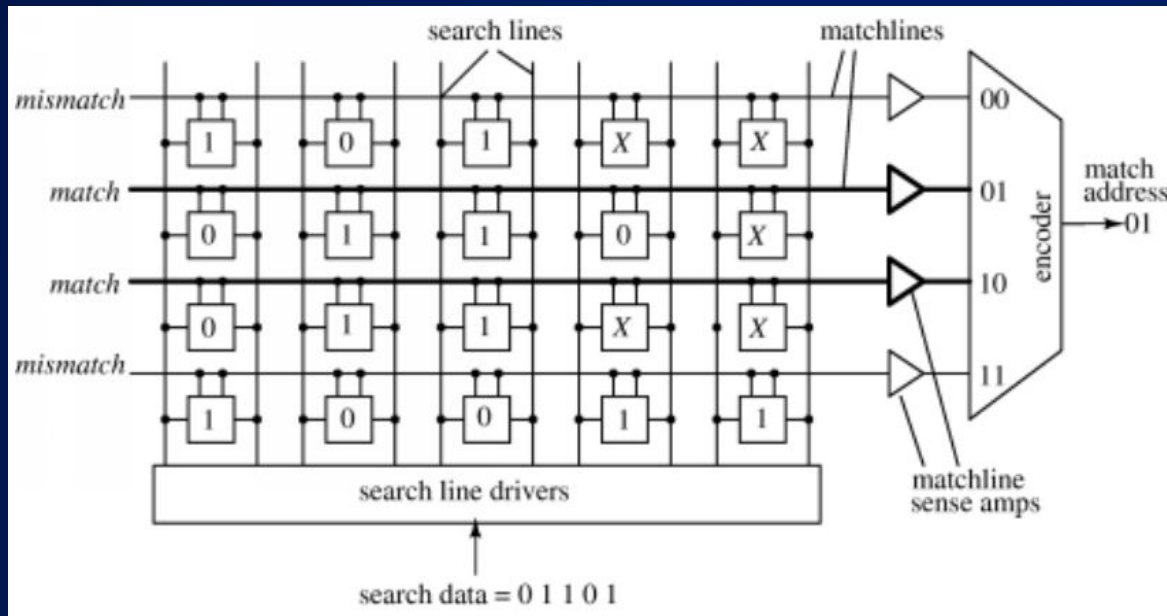 search lines
matchlines
mismatch
00
1 0 1 X X
match
01
match
address
0 1 1 0 X
01
encoder
match
10
0 1 1 X X
mismatch
11
1 0 0 1 1
matchline
sense amps
search line drivers
search data = 0 1 1 0 1